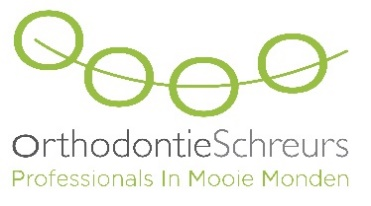 OrthodontieSchreurs
Professionals In Mooie Monden